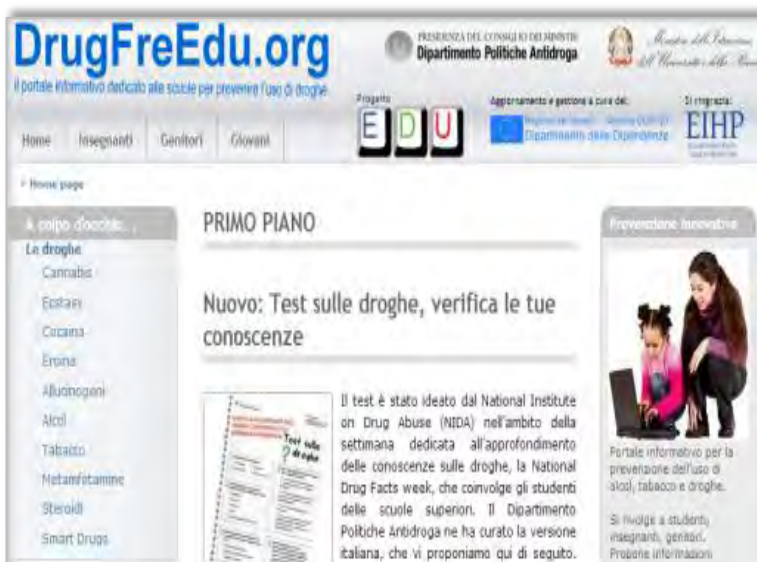 DrugFreEdu.org
Il portale informativo dedicato alle scuole per prevenire l'uso di droghe
PRESIDENZA DEL CONSIGLIO DEI MINISTRI
Dipartimento Politiche Antidroga
Home
Insegnanti
Genitori
Giovani
Progetto
EDU
Aggiornamento e gestione a cura del:
Dipartimento delle Dipendenze
Si ringrazia:
EIHP
Home page
A colpo d'occhio...
Le droghe
Cannabis
Ecstasy
Cocaina
Eroina
Allucinogeni
Alcol
Tabacco
Metamfetamine
Steroidi
Smart Drugs
PRIMO PIANO
Nuovo: Test sulle droghe, verifica le tue
conoscenze
Test sulle
droghe
Il test è stato ideato dal National Institute
on Drug Abuse (NIDA) nell'ambito della
settimana dedicata all'approfondimento
delle conoscenze sulle droghe, la National
Drug Facts week, che coinvolge gli studenti
delle scuole superiori. Il Dipartimento
Politiche Antidroga ne ha curato la versione
italiana, che vi proponiamo qui di seguito.
Prevenzione Innovativa
Portale informativo per la
prevenzione dell'uso di
alcol, tabacco e droghe.
Si rivolge a studenti,
insegnanti, genitori.
Propone informazioni